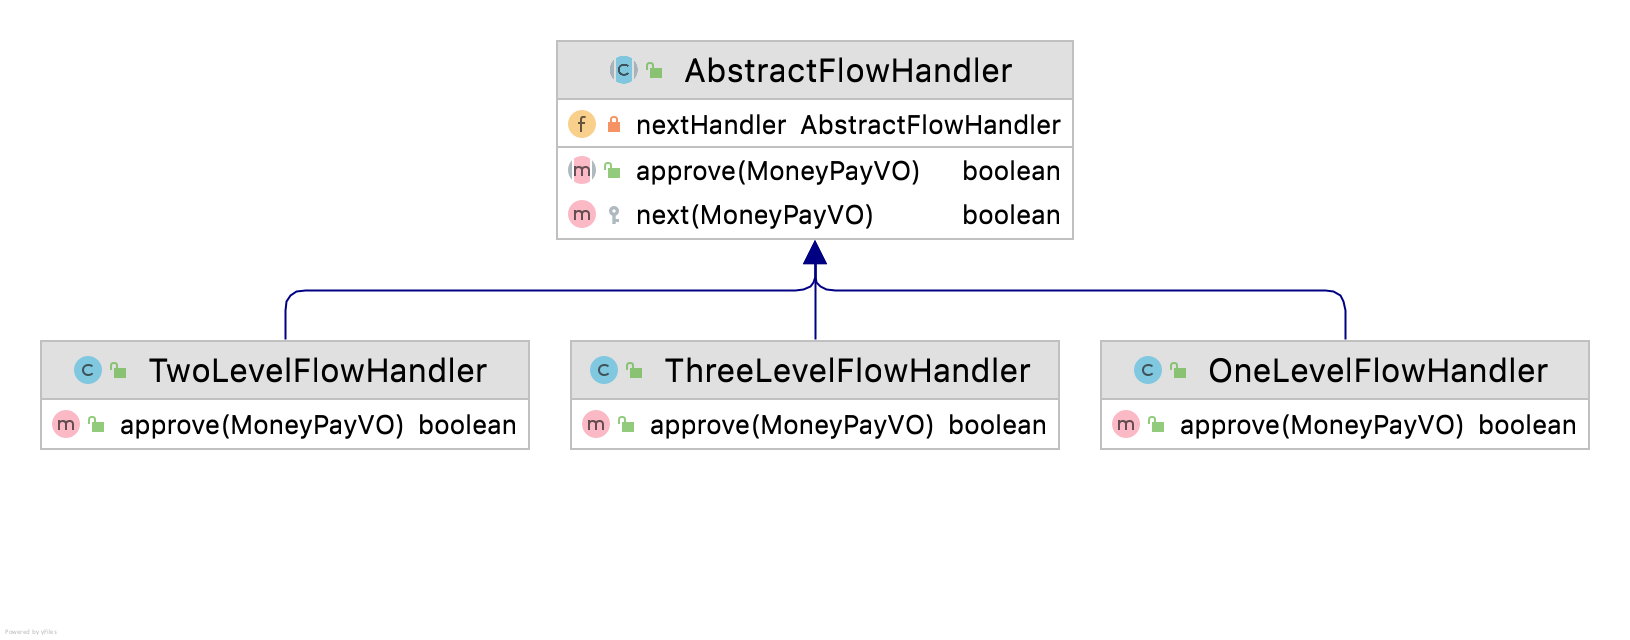 AbstractFlowHandler
nextHandler AbstractFlowHandler
approve(MoneyPayVO) boolean
next(MoneyPayVO) boolean
TwoLevelFlowHandler
approve(MoneyPayVO) boolean
ThreeLevelFlowHandler
approve(MoneyPayVO) boolean
OneLevelFlowHandler
approve(MoneyPayVO) boolean
Powered by yFiles